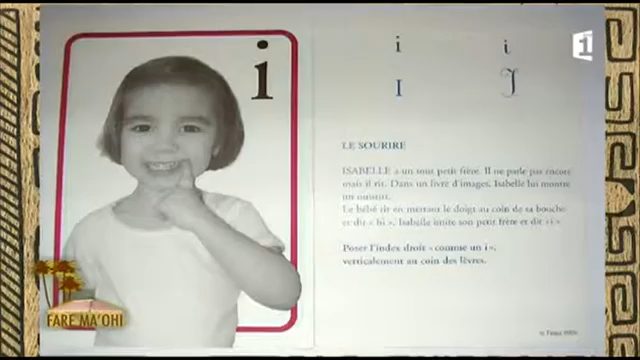 i
i i
I J
1
LE SOURIRE
ISABELLE a un tout petit frère. Il ne parle pas encore
mais il rit. Dans un livre d'images, Isabelle lui montre
un ouistiti.
Le bébé rit en mettant le doigt au coin de sa bouche
et dit « hi ». Isabelle imite son petit frère et dit « i ».
Poser l'index droit « comme un i »,
verticalement au coin des lèvres.
FARE MA'OHI